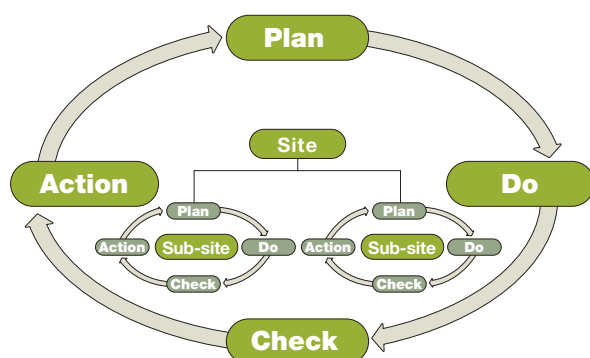 Plan
Site
Action
Do
Plan
Plan
Action
Sub-site
Do
Action
Sub-site
Do
Check
Check
Check